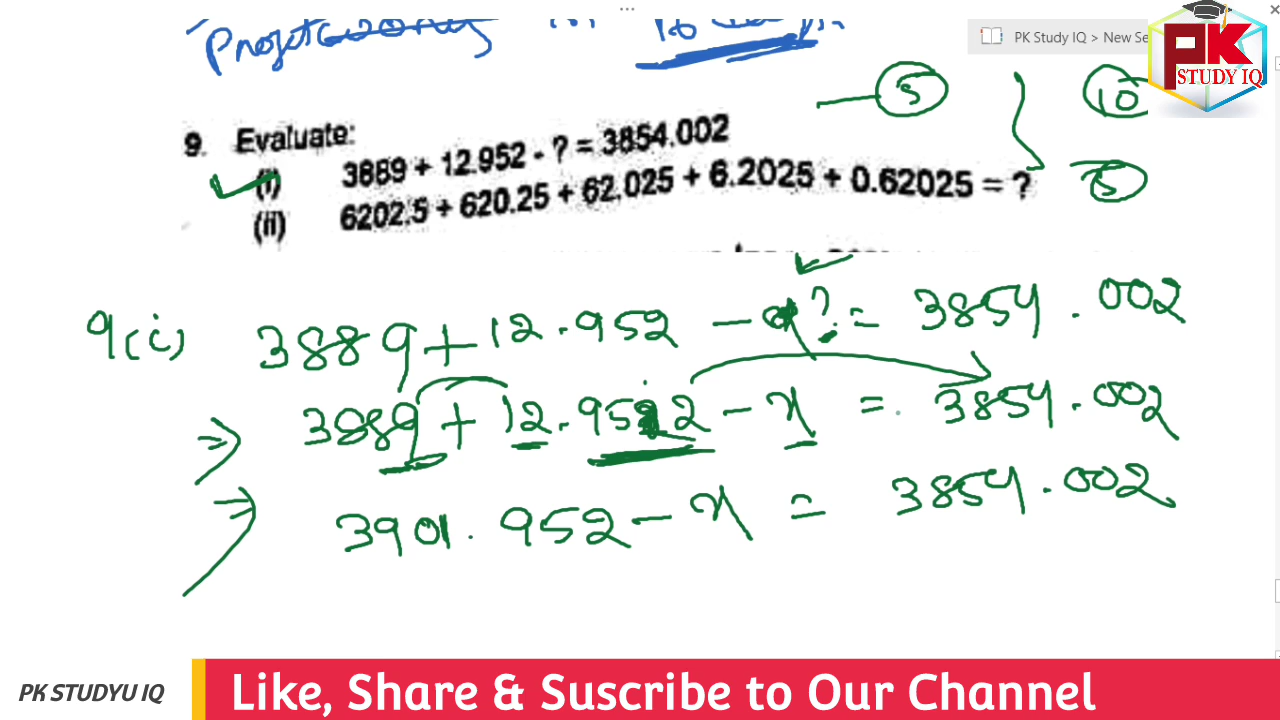 PK Study IQ > New Se
PK
STUDY IQ
5
10
5
9. Evaluate:
(i) 3889 + 12.952 - ? = 3854.002
(ii) 6202.5 + 620.25 + 62.025 + 6.2025 + 0.62025 = ?
9(i) 3889 + 12.952 - ? = 3854.002
⇒ 3889 + 12.952 - x = 3854.002
⇒ 3901.952 - x = 3854.002
PK STUDYU IQ
Like, Share & Suscribe to Our Channel